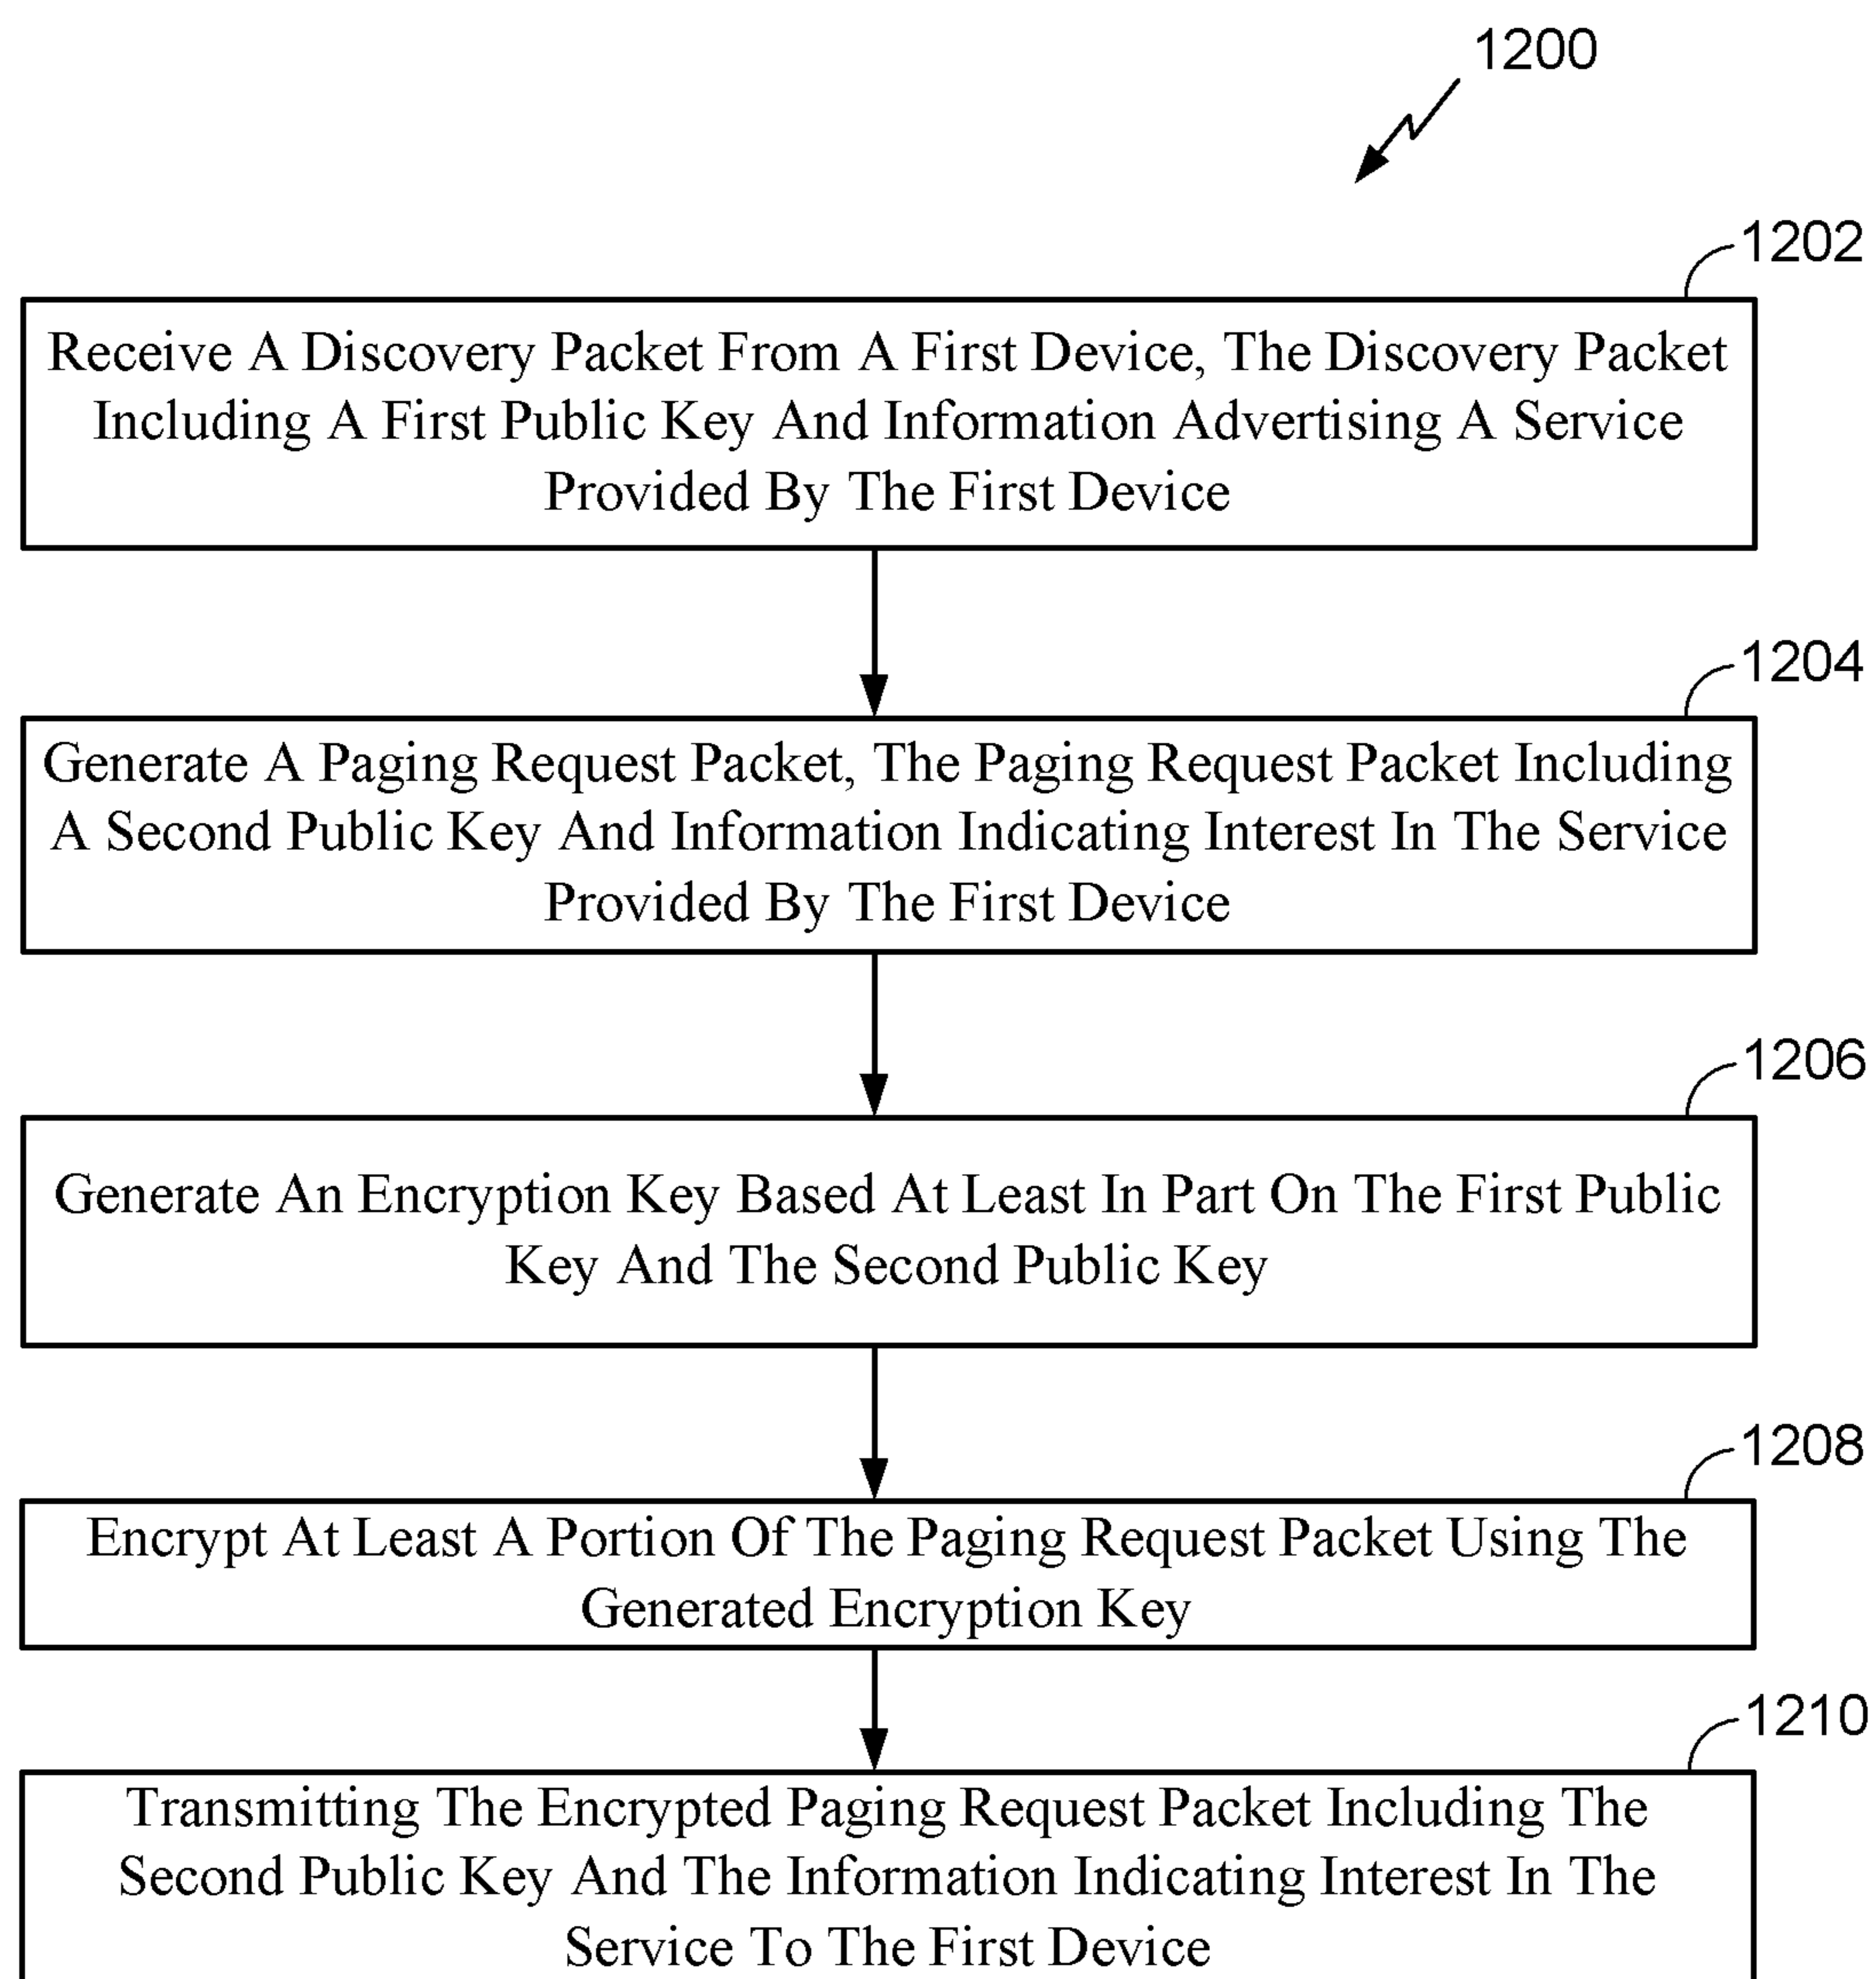 1200
1202
Receive A Discovery Packet From A First Device, The Discovery Packet
Including A First Public Key And Information Advertising A Service
Provided By The First Device
1204
Generate A Paging Request Packet, The Paging Request Packet Including
A Second Public Key And Information Indicating Interest In The Service
Provided By The First Device
1206
Generate An Encryption Key Based At Least In Part On The First Public
Key And The Second Public Key
1208
Encrypt At Least A Portion Of The Paging Request Packet Using The
Generated Encryption Key
1210
Transmitting The Encrypted Paging Request Packet Including The
Second Public Key And The Information Indicating Interest In The
Service To The First Device